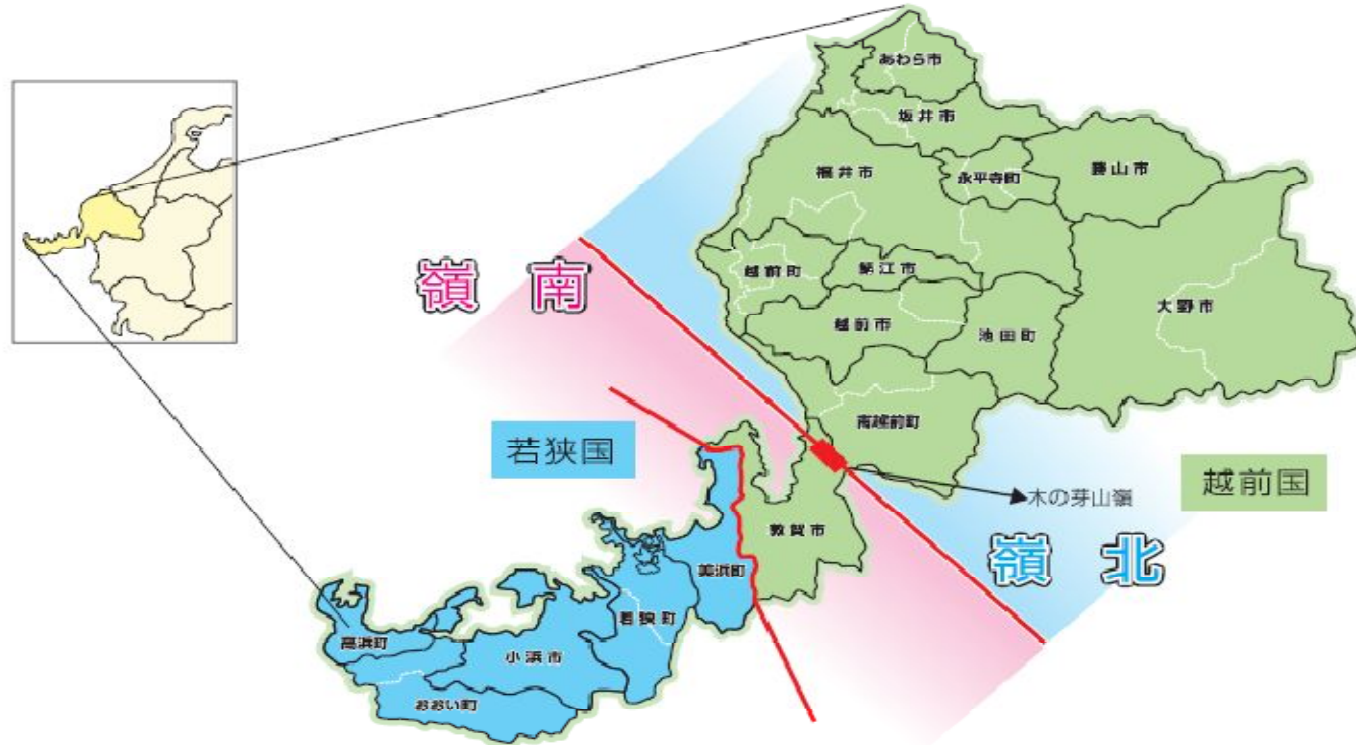 あわら市
坂井市
福井市
永平寺町
勝山市
越前町
鯖江市
大野市
越前市
池田町
南越前町
嶺南
若狭国
越前国
木の芽山嶺
敦賀市
嶺北
美浜町
若狭町
高浜町
小浜市
おおい町